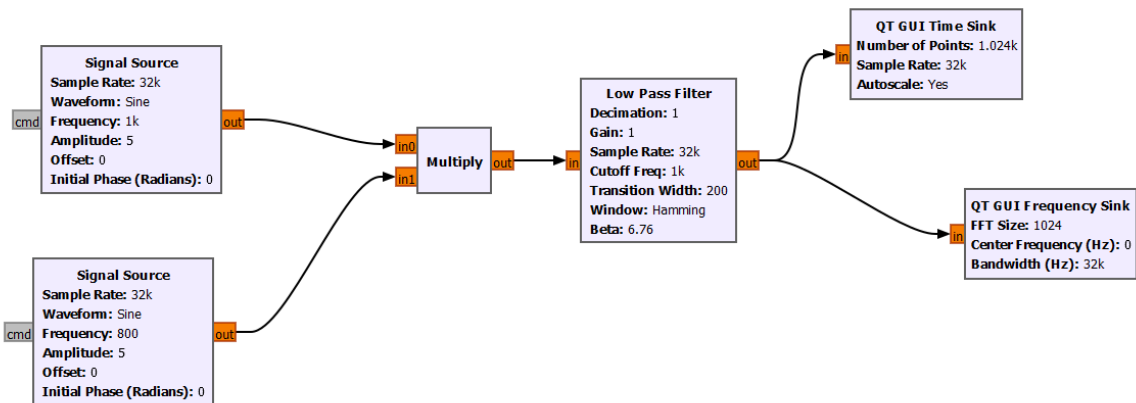 Signal Source
Sample Rate: 32k
Waveform: Sine
Frequency: 1k
Amplitude: 5
Offset: 0
Initial Phase (Radians): 0
cmd
out
Signal Source
Sample Rate: 32k
Waveform: Sine
Frequency: 800
Amplitude: 5
Offset: 0
Initial Phase (Radians): 0
cmd
out
in0
in1
Multiply
out
in
Low Pass Filter
Decimation: 1
Gain: 1
Sample Rate: 32k
Cutoff Freq: 1k
Transition Width: 200
Window: Hamming
Beta: 6.76
out
in
QT GUI Time Sink
Number of Points: 1.024k
Sample Rate: 32k
Autoscale: Yes
in
QT GUI Frequency Sink
FFT Size: 1024
Center Frequency (Hz): 0
Bandwidth (Hz): 32k